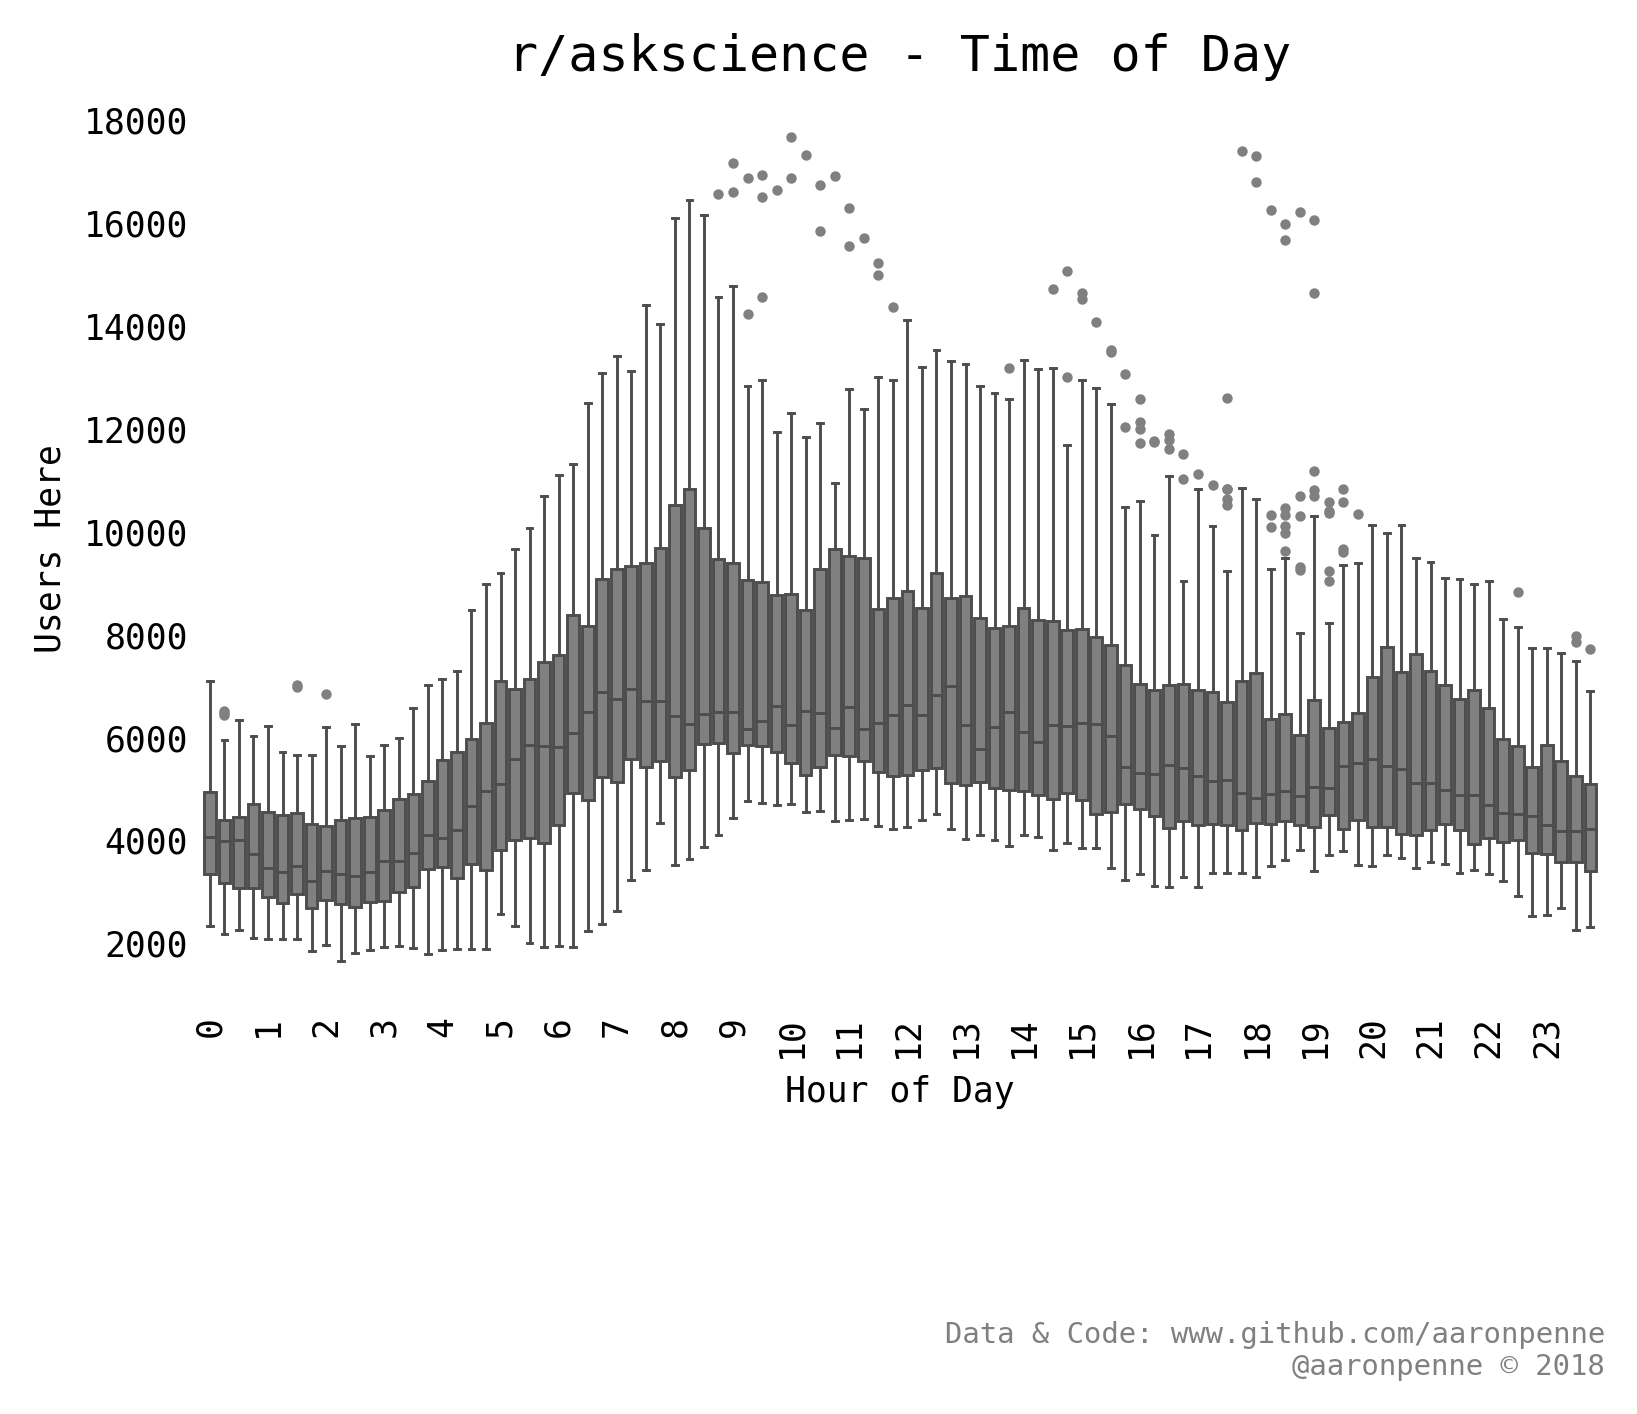 r/askscience - Time of Day
18000
16000
14000
12000
10000
8000
6000
4000
2000
Users Here
0 1 2 3 4 5 6 7 8 9 10 11 12 13 14 15 16 17 18 19 20 21 22 23
Hour of Day
Data & Code: www.github.com/aaronpenne
@aaronpenne © 2018